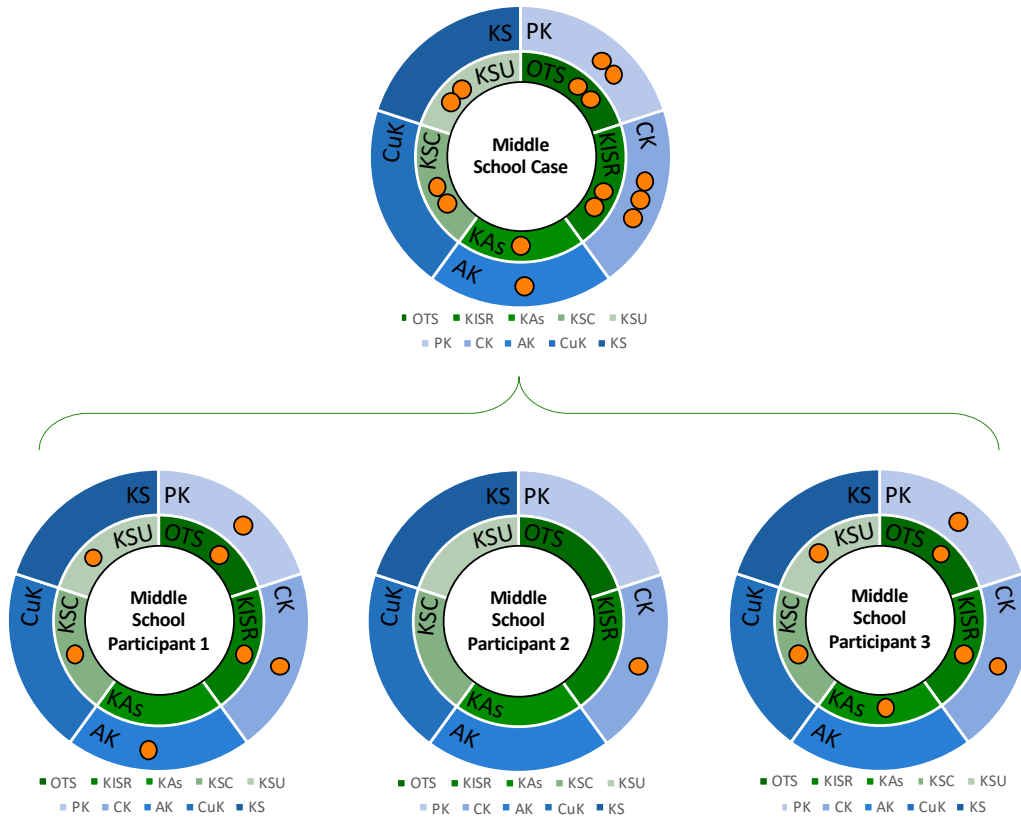 KS PK
KSU OTS
CuK KSC Middle School Case KISR CK
KAs
AK
OTS KISR KAs KSC KSU
PK CK AK CuK KS
KS PK
KSU OTS
CuK KSC Middle School Participant 1 KISR CK
KAs
AK
OTS KISR KAs KSC KSU
PK CK AK CuK KS
KS
KSU OTS
CuK KSC Middle School Participant 2 KISR CK
KAs
AK
OTS KISR KAs KSC KSU
PK CK AK CuK KS
KS PK
KSU OTS
CuK KSC Middle School Participant 3 KISR CK
KAs
AK
OTS KISR KAs KSC KSU
PK CK AK CuK KS